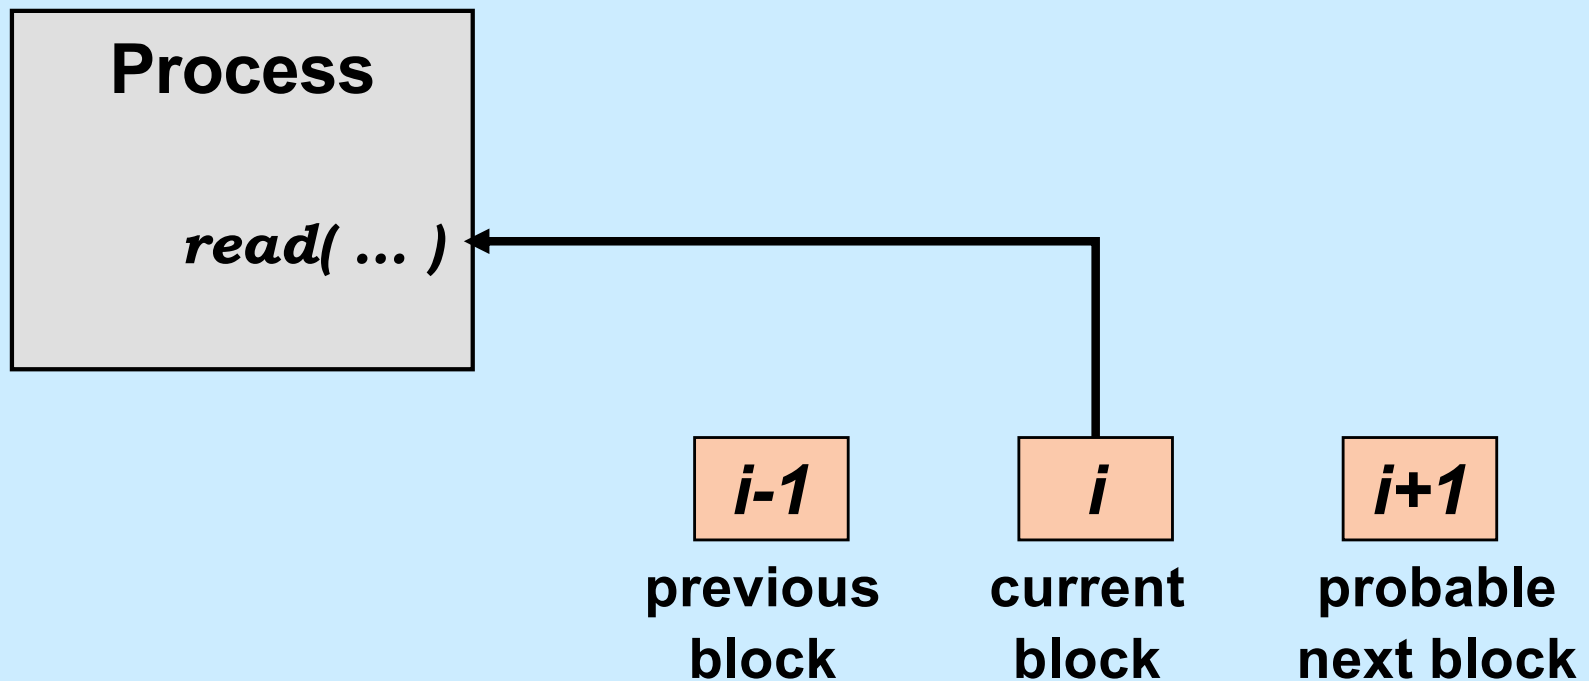 Process
read( ... )
i-1
i
i+1
previous
block
current
block
probable
next block